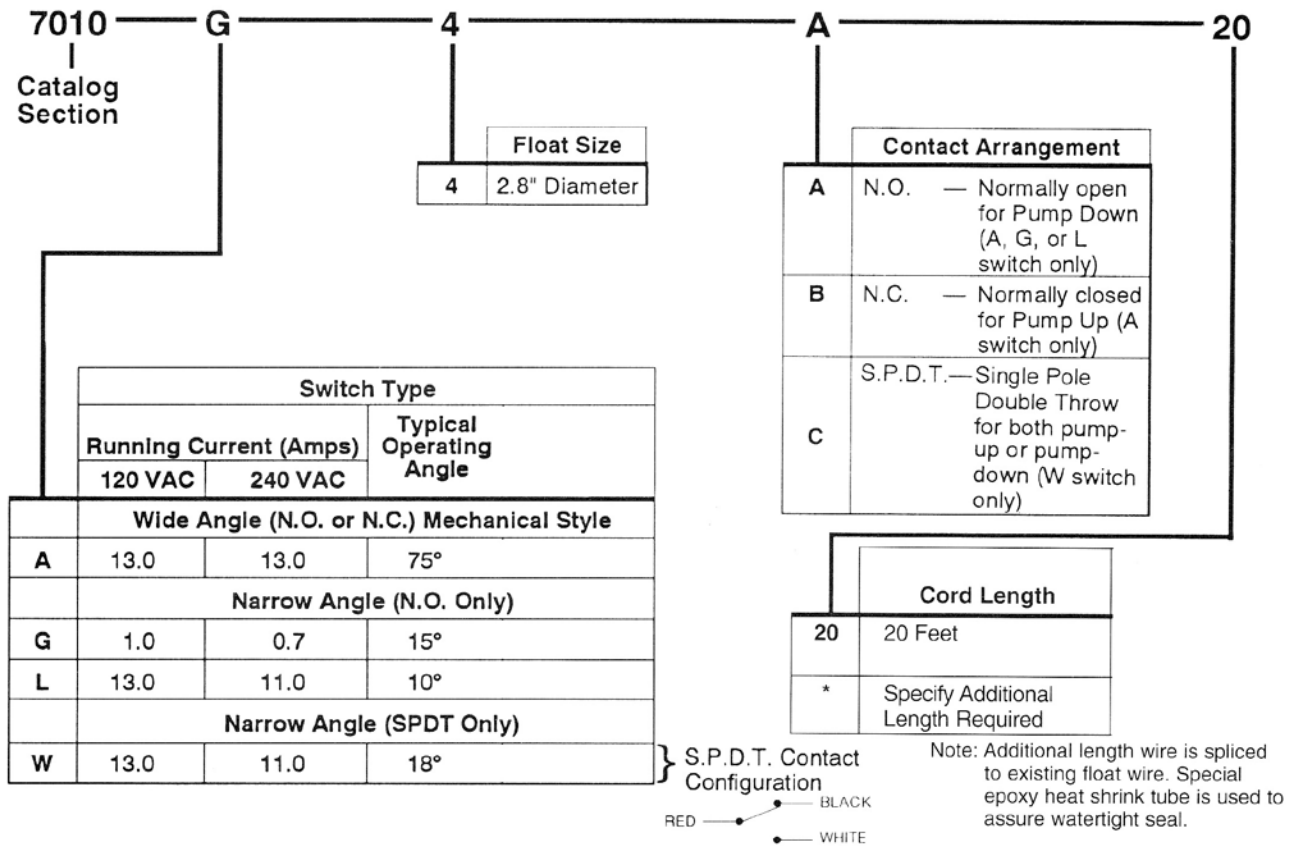 7010 G 4 A 20
Catalog
Section
Float Size
4 2.8" Diameter
Contact Arrangement
A N.O. — Normally open
for Pump Down
(A, G, or L
switch only)
B N.C. — Normally closed
for Pump Up (A
switch only)
C S.P.D.T.—Single Pole
Double Throw
for both pump-
up or pump-
down (W switch
only)
Switch Type
Running Current (Amps)
120 VAC 240 VAC
Typical
Operating
Angle
Wide Angle (N.O. or N.C.) Mechanical Style
A 13.0 13.0 75°
Narrow Angle (N.O. Only)
G 1.0 0.7 15°
L 13.0 11.0 10°
Narrow Angle (SPDT Only)
W 13.0 11.0 18°
S.P.D.T. Contact
Configuration
BLACK
RED
WHITE
Cord Length
20 20 Feet
* Specify Additional
Length Required
Note: Additional length wire is spliced
to existing float wire. Special
epoxy heat shrink tube is used to
assure watertight seal.